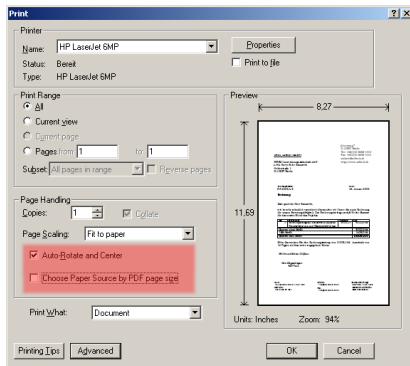 Print
Printer
Name: HP LaserJet 6MP
Properties
Status: Bereit
Print to file
Type: HP LaserJet 6MP
Print Range
All
Current view
Current page
Pages from: 1 to: 1
Subset: All pages in range
Reverse pages
Page Handling
Copies: 1
Collate
Page Scaling: Fit to paper
Auto-Rotate and Center
Choose Paper Source by PDF page size
Print What: Document
Preview
8,27
11,69
Units: Inches Zoom: 94%
Printing Tips
Advanced
OK
Cancel